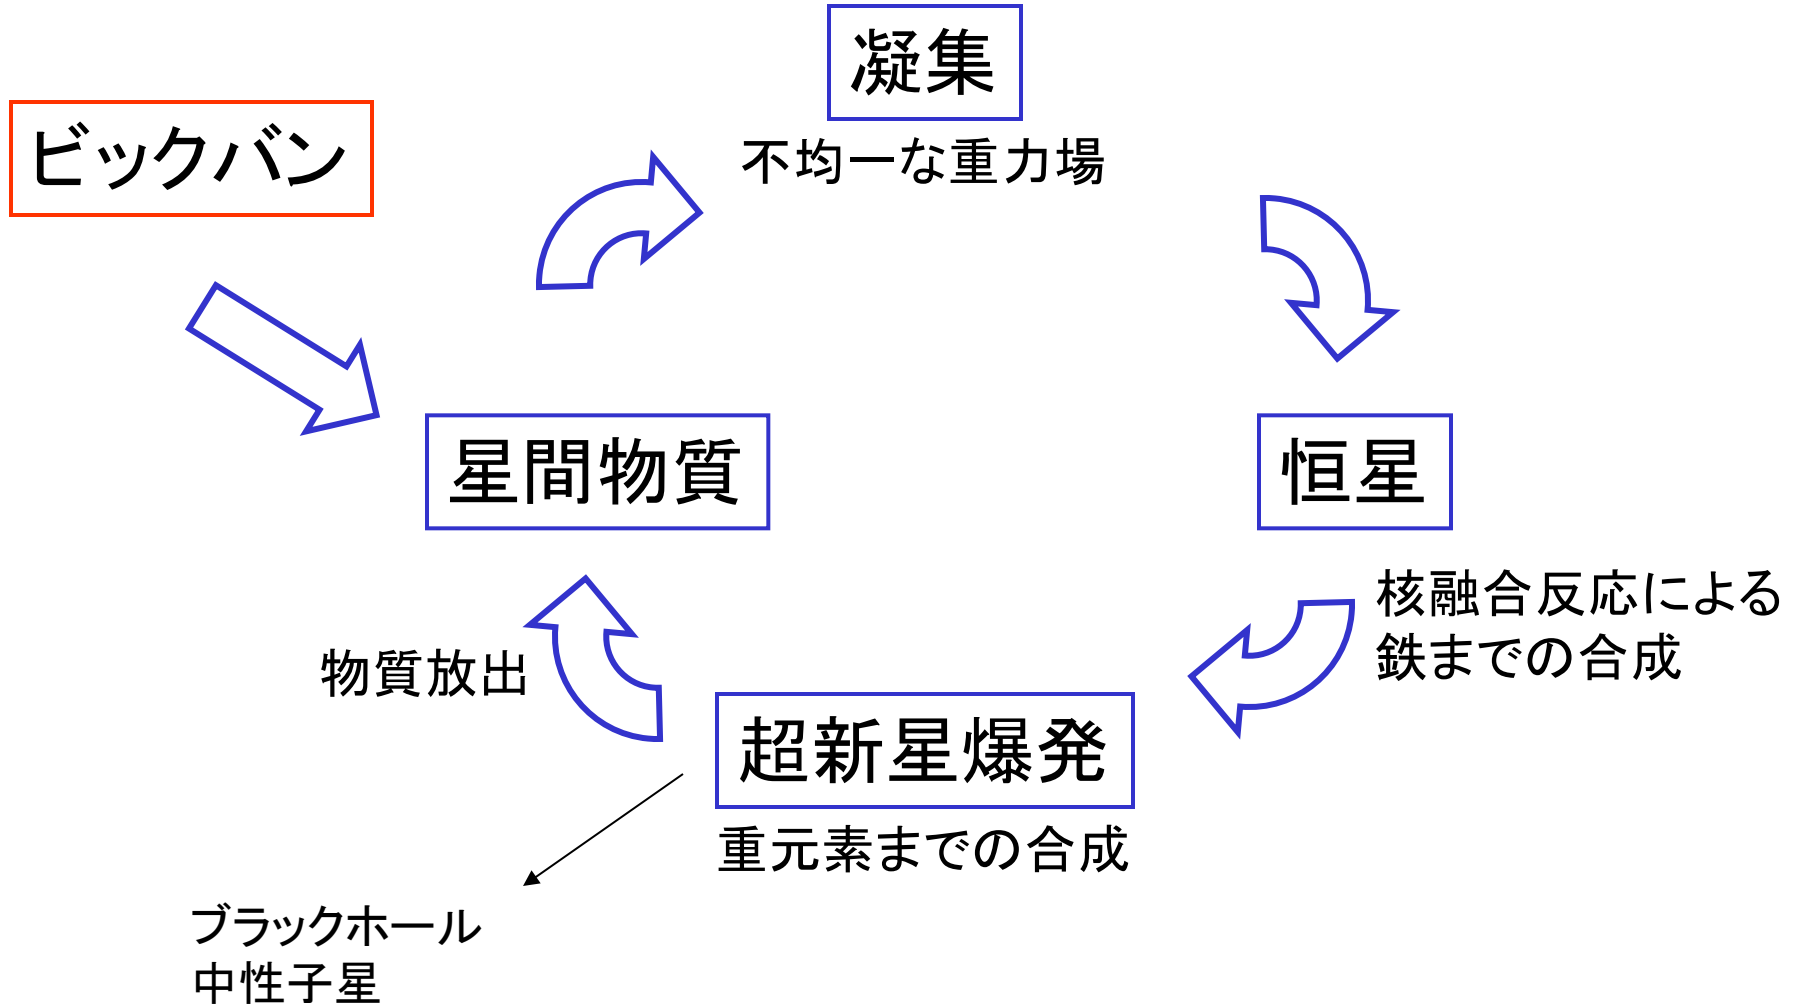 凝集
ビックバン
不均一な重力場
星間物質
恒星
核融合反応による
鉄までの合成
物質放出
超新星爆発
重元素までの合成
ブラックホール
中性子星